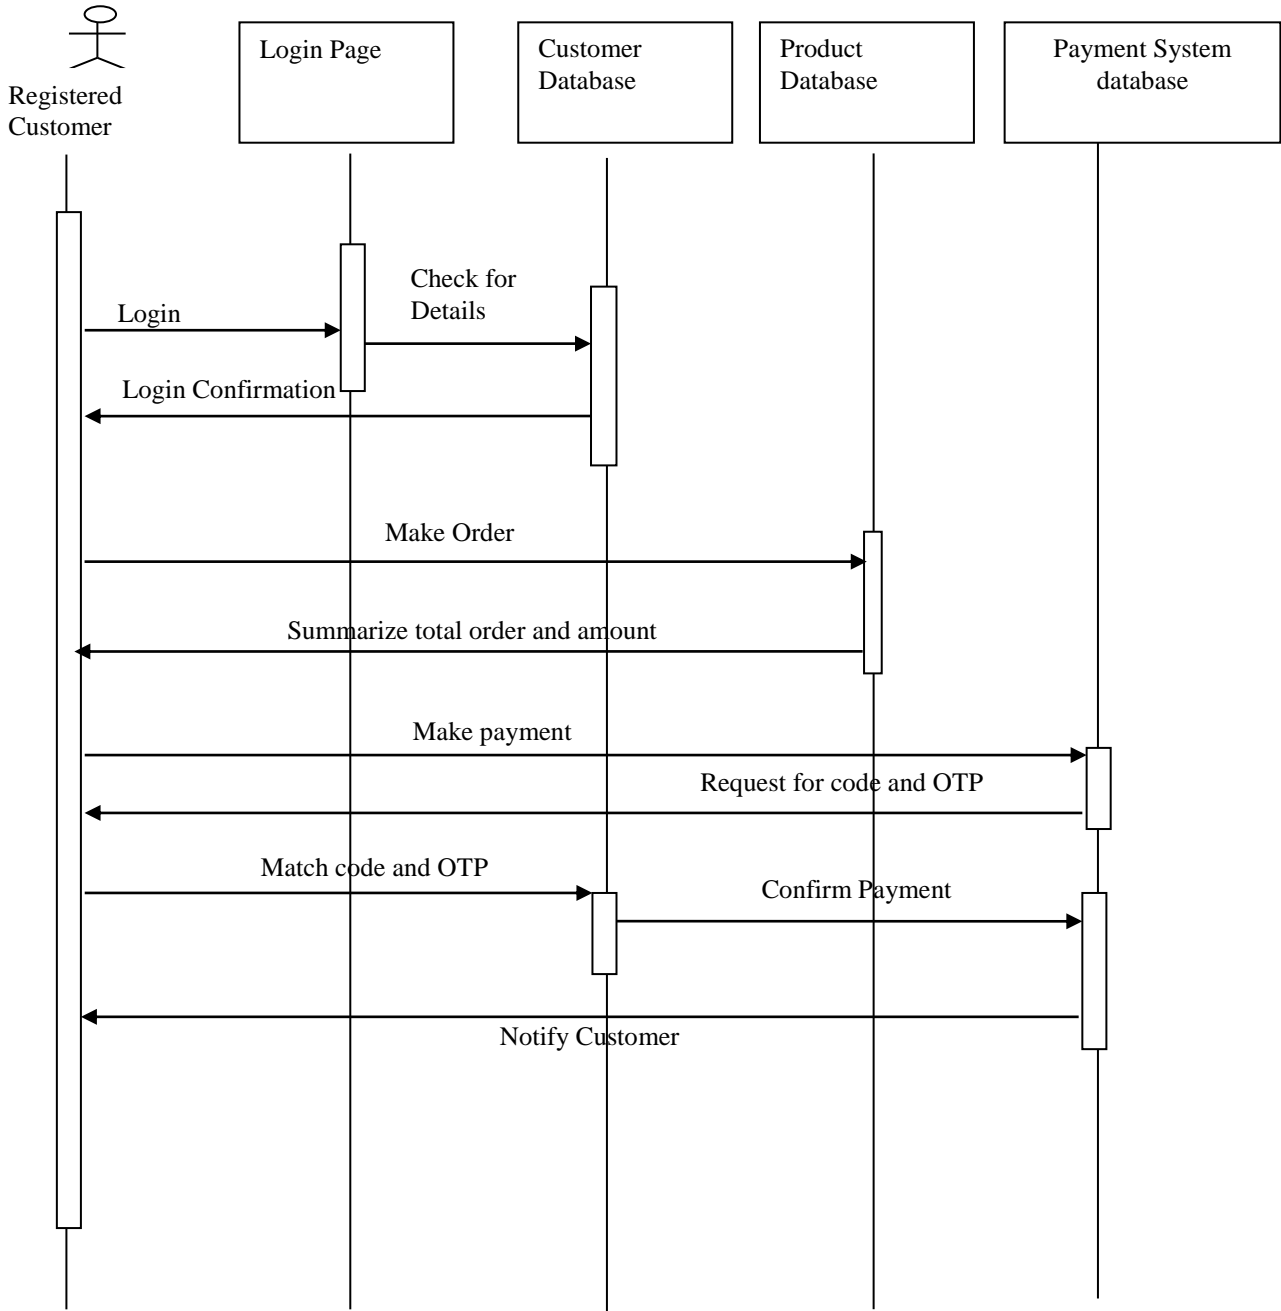 Registered
Customer
Login Page
Customer
Database
Product
Database
Payment System
database
Check for
Details
Login
Login Confirmation
Make Order
Summarize total order and amount
Make payment
Request for code and OTP
Match code and OTP
Confirm Payment
Notify Customer